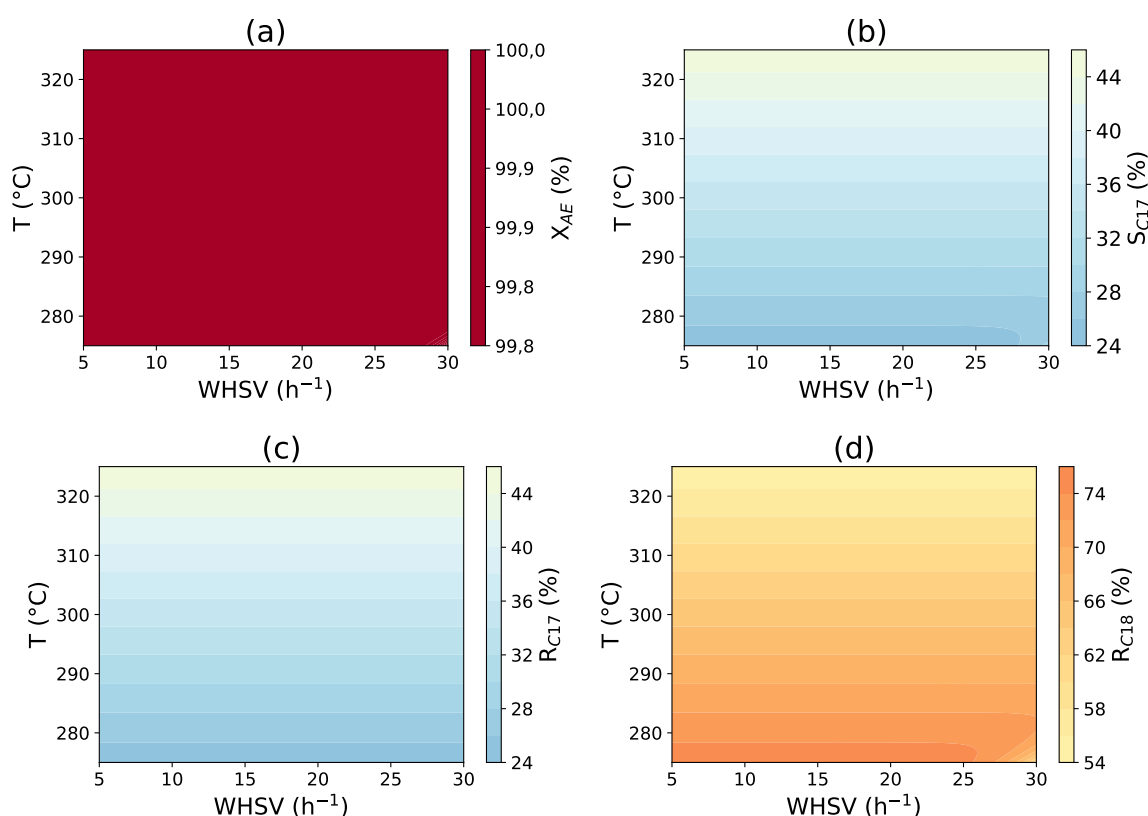 (a)
T (°C)
320
310
300
290
280
5 10 15 20 25 30
WHSV (h⁻¹)
100,0
100,0
99,9
99,9
99,8
99,8
X_AE (%)
(b)
T (°C)
320
310
300
290
280
5 10 15 20 25 30
WHSV (h⁻¹)
44
40
36
32
28
24
S_C17 (%)
(c)
T (°C)
320
310
300
290
280
5 10 15 20 25 30
WHSV (h⁻¹)
44
40
36
32
28
24
R_C17 (%)
(d)
T (°C)
320
310
300
290
280
5 10 15 20 25 30
WHSV (h⁻¹)
74
70
66
62
58
54
R_C18 (%)